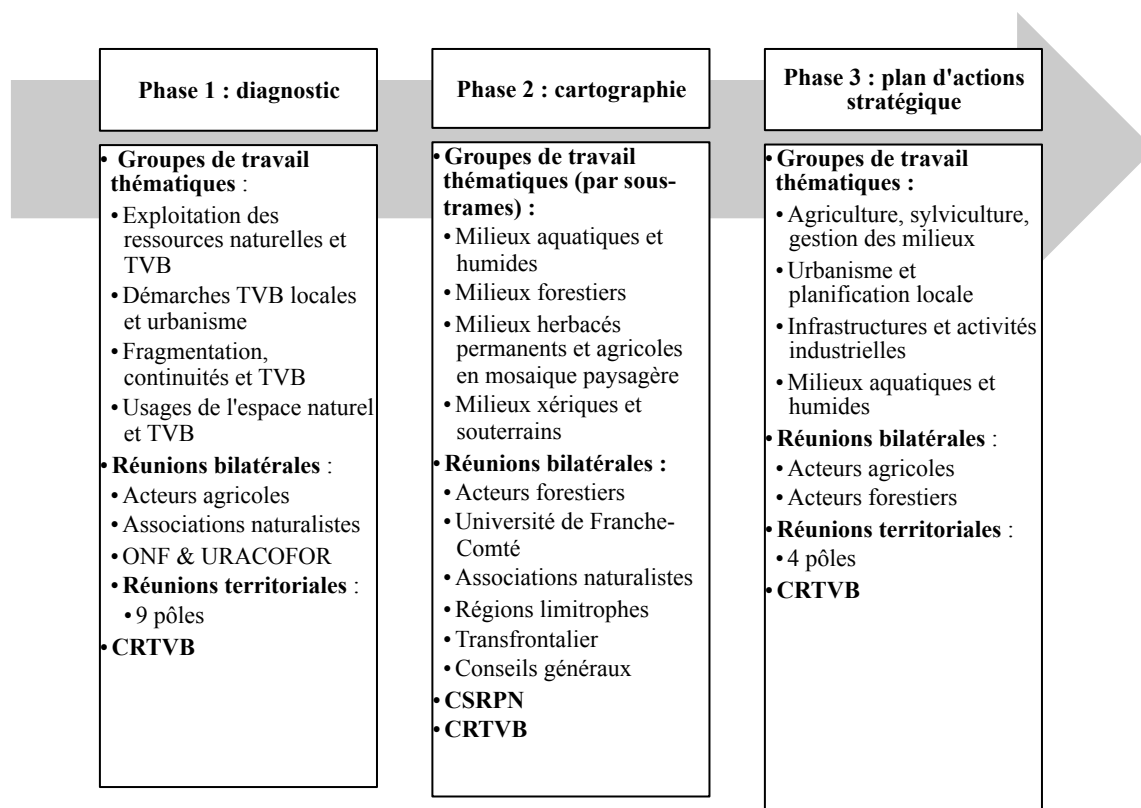 Phase 1 : diagnostic
• Groupes de travail
thématiques :
• Exploitation des
ressources naturelles et
TVB
• Démarches TVB locales
et urbanisme
• Fragmentation,
continuités et TVB
• Usages de l'espace naturel
et TVB
• Réunions bilatérales :
• Acteurs agricoles
• Associations naturalistes
• ONF & URACOFOR
• Réunions territoriales :
• 9 pôles
• CRTVB
Phase 2 : cartographie
• Groupes de travail
thématiques (par sous-
trames) :
• Milieux aquatiques et
humides
• Milieux forestiers
• Milieux herbacés
permanents et agricoles
en mosaique paysagère
• Milieux xériques et
souterrains
• Réunions bilatérales :
• Acteurs forestiers
• Université de Franche-
Comté
• Associations naturalistes
• Régions limitrophes
• Transfrontalier
• Conseils généraux
• CSRPN
• CRTVB
Phase 3 : plan d'actions
stratégique
• Groupes de travail
thématiques :
• Agriculture, sylviculture,
gestion des milieux
• Urbanisme et
planification locale
• Infrastructures et activités
industrielles
• Milieux aquatiques et
humides
• Réunions bilatérales :
• Acteurs agricoles
• Acteurs forestiers
• Réunions territoriales :
• 4 pôles
• CRTVB